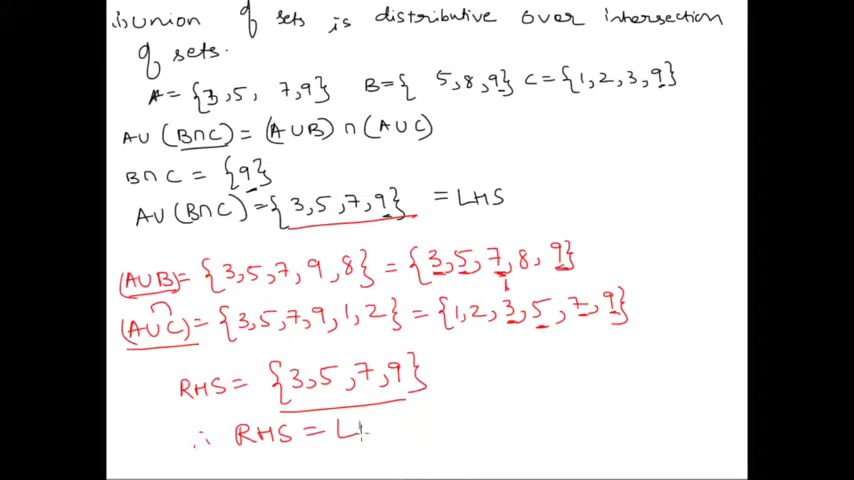 i) union of sets is distributive over intersection
of sets.
A = {3,5, 7,9} B={ 5,8,9} C={1,2,3,9}
A∪ (B∩C) = (A∪B) ∩ (A∪C)
B∩C = {9}
A∪ (B∩C) = { 3,5,7,9} = LHS
(A∪B)= {3,5,7,9,8} = {3,5,7,8,9}
∩
(A∪C)= {3,5,7,9,1,2} = {1,2,3,5,7,9}
RHS = {3,5,7,9}
∴ RHS = L